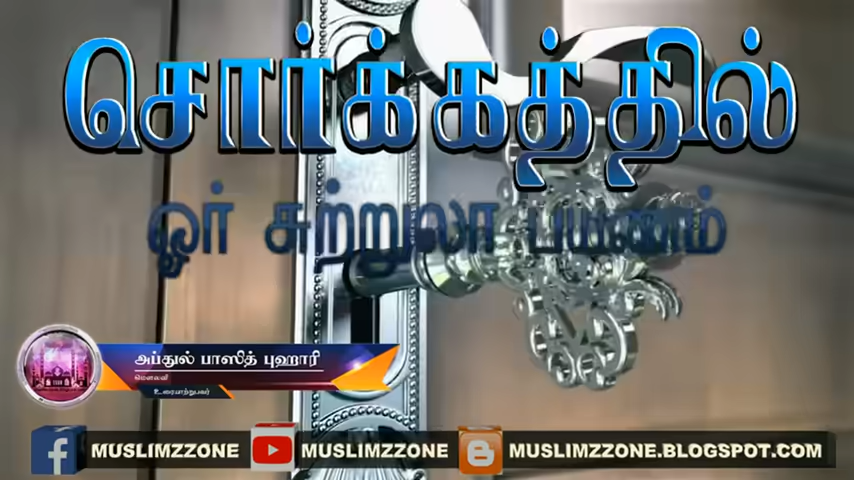 சொர்க்கத்தில்
ஓர் சுற்றுலா பயணம்
அப்துல் பாஸித் புஹாரி
மௌலவி
உரையாற்றுபவர்
MUSLIMZZONE MUSLIMZZONE MUSLIMZZONE.BLOGSPOT.COM